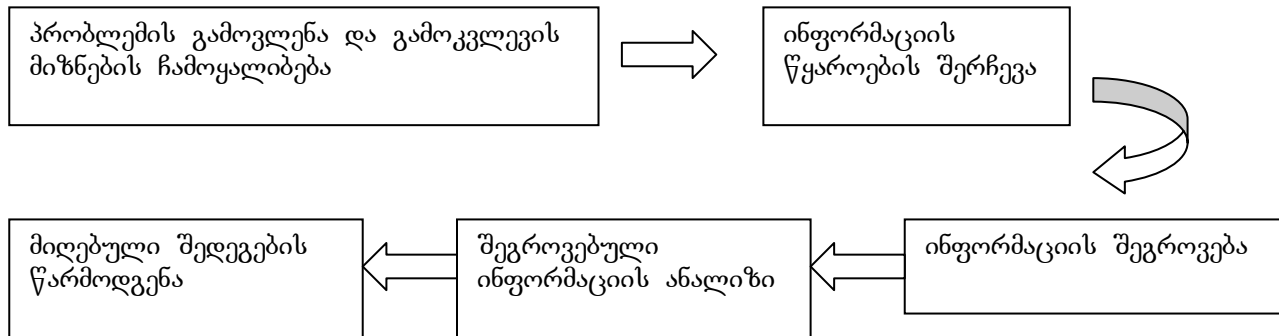 პრობლემის გამოვლენა და გამოკვლევის
მიზნების ჩამოყალიბება
ინფორმაციის
წყაროების შერჩევა
ინფორმაციის შეგროვება
შეგროვებული
ინფორმაციის ანალიზი
მიღებული შედეგების
წარმოდგენა